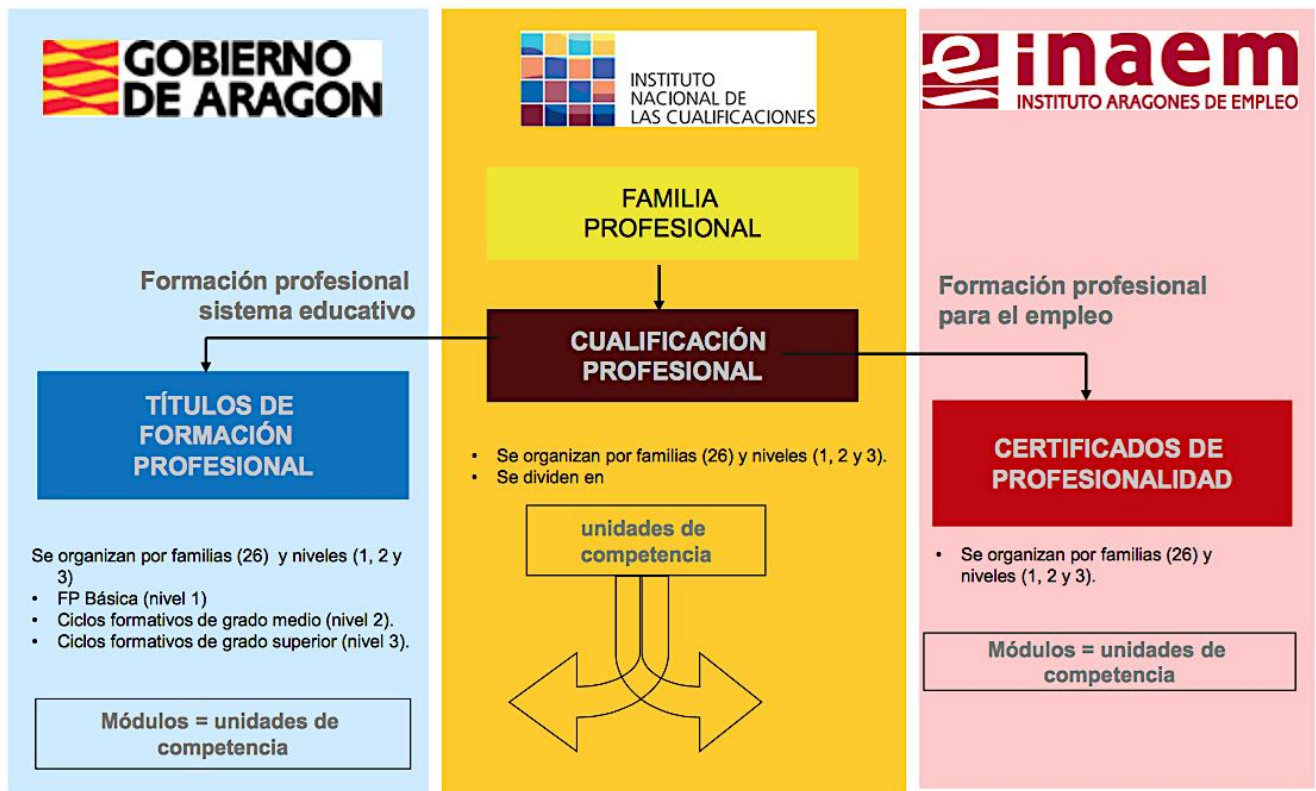 GOBIERNO
DE ARAGON
Formación profesional
sistema educativo
TÍTULOS DE
FORMACIÓN
PROFESIONAL
Se organizan por familias (26) y niveles (1, 2 y
3)
• FP Básica (nivel 1)
• Ciclos formativos de grado medio (nivel 2).
• Ciclos formativos de grado superior (nivel 3).
Módulos = unidades de
competencia
INSTITUTO
NACIONAL DE
LAS CUALIFICACIONES
FAMILIA
PROFESIONAL
CUALIFICACIÓN
PROFESIONAL
• Se organizan por familias (26) y niveles (1, 2 y 3).
• Se dividen en
unidades de
competencia
e inaem
INSTITUTO ARAGONES DE EMPLEO
Formación profesional
para el empleo
CERTIFICADOS DE
PROFESIONALIDAD
• Se organizan por familias (26) y
niveles (1, 2 y 3).
Módulos = unidades de
competencia